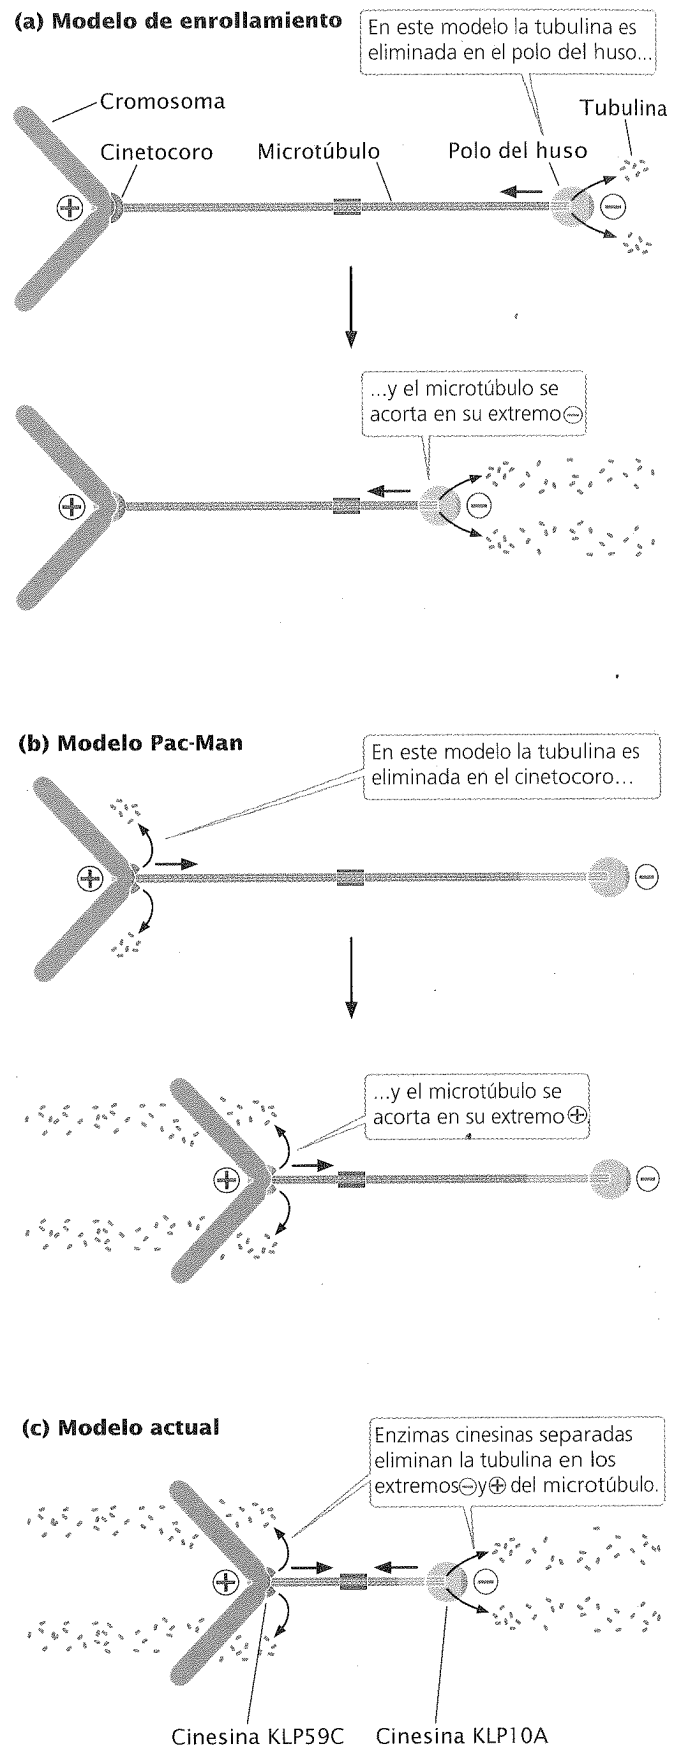 (a) Modelo de enrollamiento
En este modelo la tubulina es
eliminada en el polo del huso...
Cromosoma
Tubulina
Cinetocoro
Microtúbulo
Polo del huso
+
−
...y el microtúbulo se
acorta en su extremo −
+
−
(b) Modelo Pac-Man
En este modelo la tubulina es
eliminada en el cinetocoro...
+
−
...y el microtúbulo se
acorta en su extremo +
+
−
(c) Modelo actual
Enzimas cinesinas separadas
eliminan la tubulina en los
extremos − y + del microtúbulo.
+
−
Cinesina KLP59C
Cinesina KLP10A